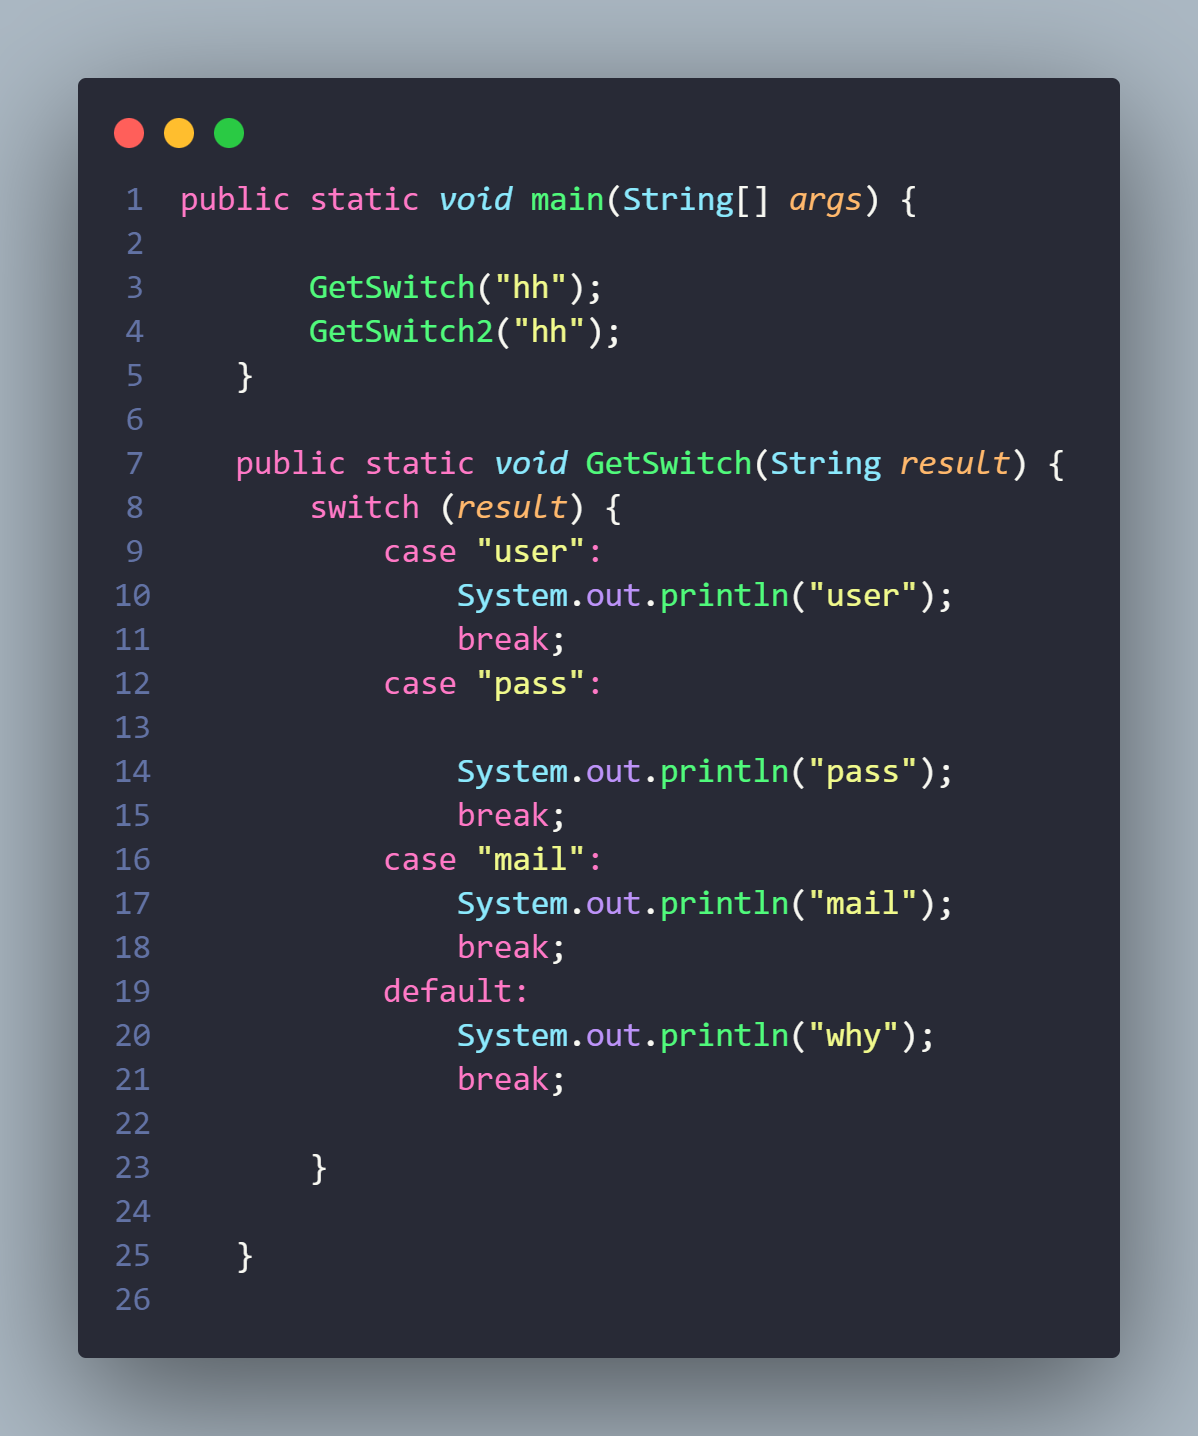 1 public static void main(String[] args) {
2
3 GetSwitch("hh");
4 GetSwitch2("hh");
5 }
6
7 public static void GetSwitch(String result) {
8 switch (result) {
9 case "user":
10 System.out.println("user");
11 break;
12 case "pass":
13
14 System.out.println("pass");
15 break;
16 case "mail":
17 System.out.println("mail");
18 break;
19 default:
20 System.out.println("why");
21 break;
22
23 }
24
25 }
26